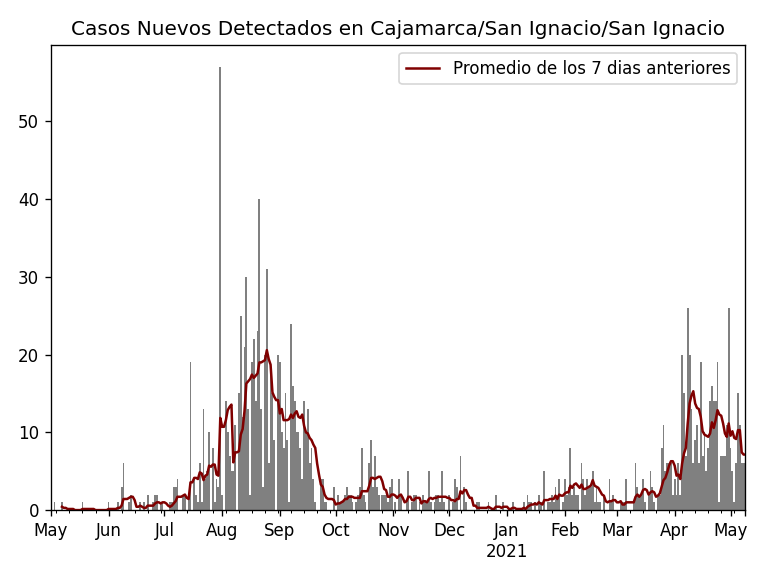 Casos Nuevos Detectados en Cajamarca/San Ignacio/San Ignacio
Promedio de los 7 dias anteriores
50
40
30
20
10
0
May Jun Jul Aug Sep Oct Nov Dec Jan Feb Mar Apr May
2021